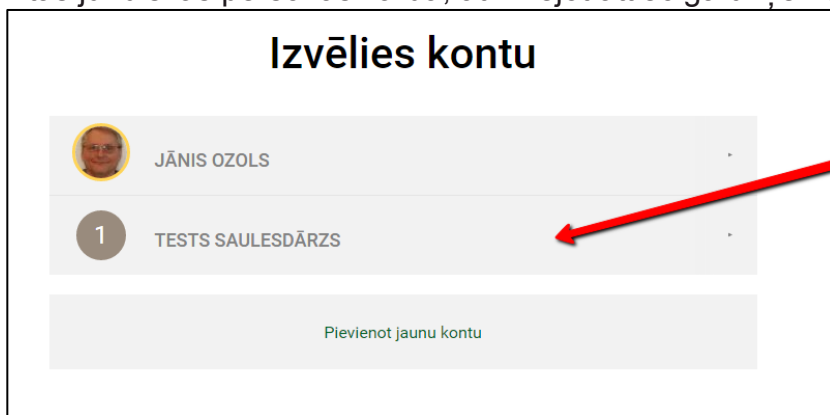 Izvēlies kontu
JĀNIS OZOLS
1
TESTS SAULESDĀRZS
Pievienot jaunu kontu